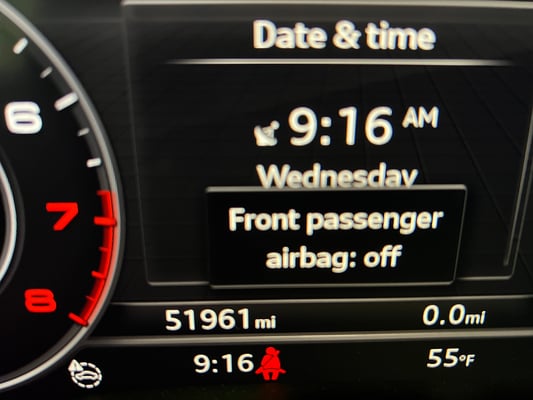 Date & time
9:16 AM
Wednesday
Front passenger
airbag: off
6
7
8
51961 mi 0.0 mi
9:16 55°F